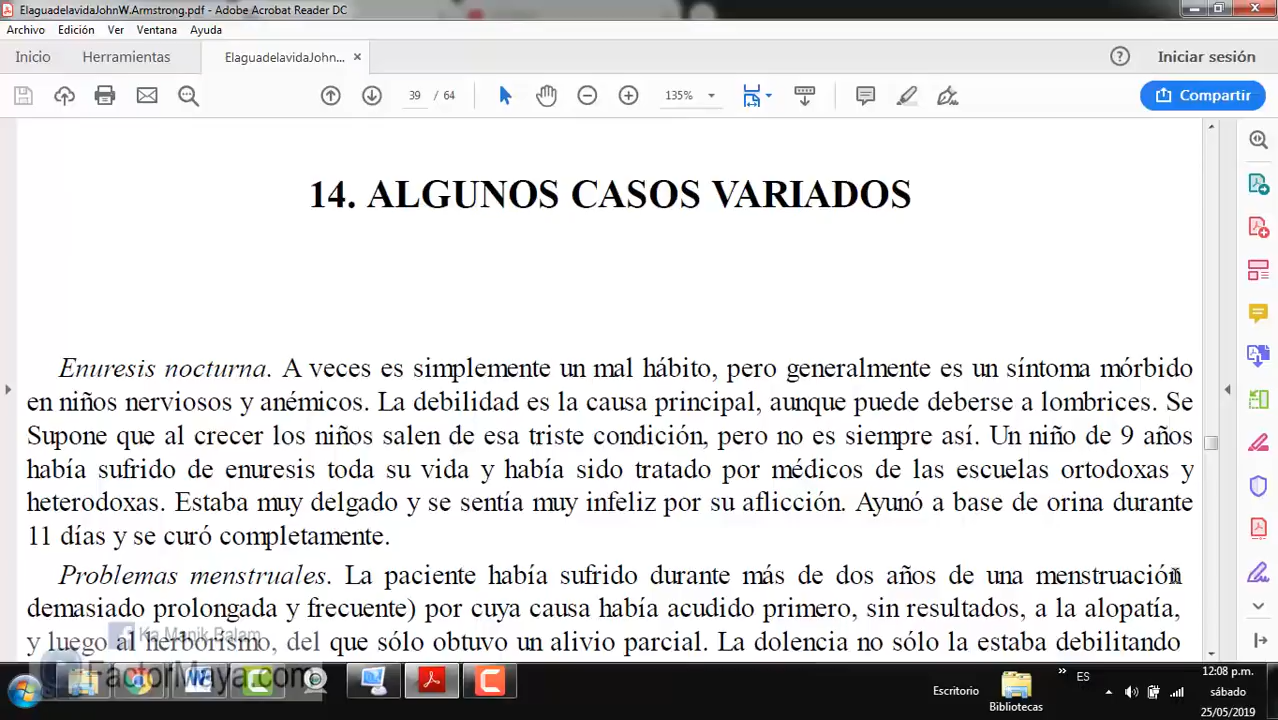 ElaguadelavidaJohnW.Armstrong.pdf - Adobe Acrobat Reader DC
Archivo Edición Ver Ventana Ayuda
Inicio Herramientas ElaguadelavidaJohn... × Iniciar sesión
39 / 64 135% Compartir
14. ALGUNOS CASOS VARIADOS
Enuresis nocturna. A veces es simplemente un mal hábito, pero generalmente es un síntoma mórbido
en niños nerviosos y anémicos. La debilidad es la causa principal, aunque puede deberse a lombrices. Se
Supone que al crecer los niños salen de esa triste condición, pero no es siempre así. Un niño de 9 años
había sufrido de enuresis toda su vida y había sido tratado por médicos de las escuelas ortodoxas y
heterodoxas. Estaba muy delgado y se sentía muy infeliz por su aflicción. Ayunó a base de orina durante
11 días y se curó completamente.
Problemas menstruales. La paciente había sufrido durante más de dos años de una menstruación
demasiado prolongada y frecuente) por cuya causa había acudido primero, sin resultados, a la alopatía,
y luego al herborismo, del que sólo obtuvo un alivio parcial. La dolencia no sólo la estaba debilitando
Ka Manik Balam
FactorMaya.com
Escritorio
Bibliotecas
»
ES
12:08 p.m.
sábado
25/05/2019